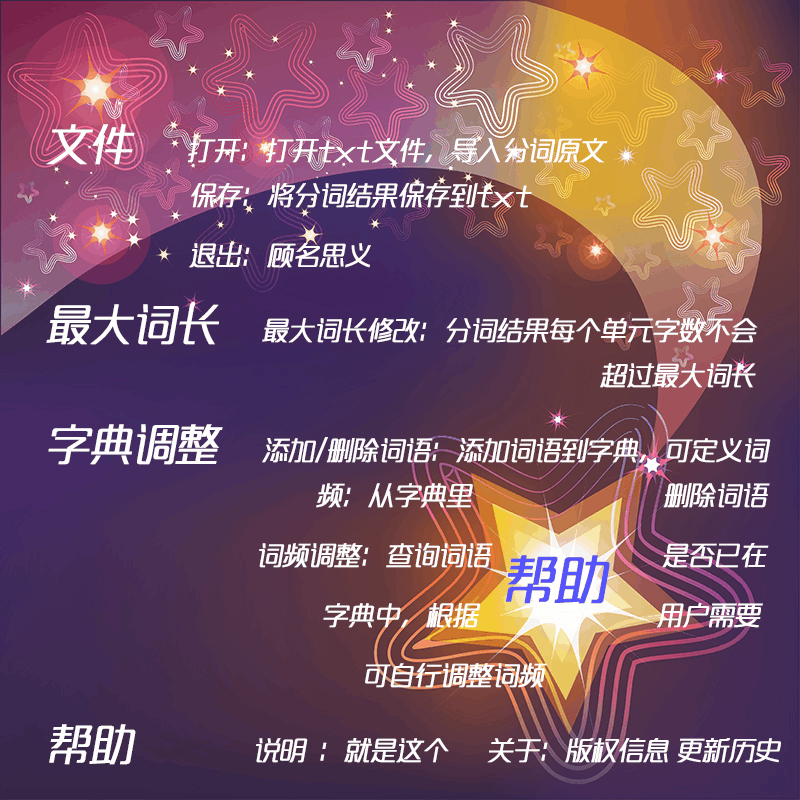 文件 打开：打开txt文件，导入分词原文
保存：将分词结果保存到txt
退出：顾名思义
最大词长 最大词长修改：分词结果每个单元字数不会
超过最大词长
字典调整 添加/删除词语：添加词语到字典，可定义词
频；从字典里 删除词语
词频调整：查询词语 是否已在
帮助
字典中，根据 用户需要
可自行调整词频
帮助 说明 ：就是这个 关于：版权信息 更新历史